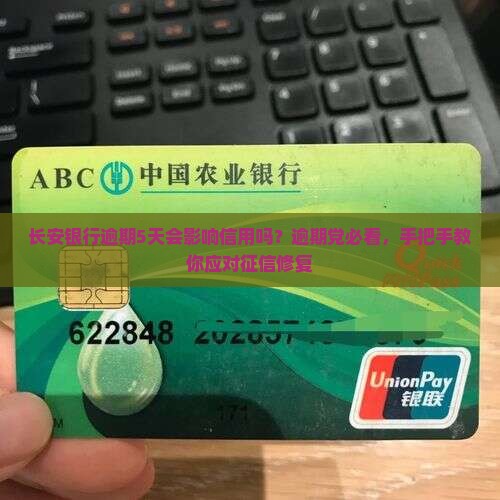 ABC 中国农业银行
长安银行逾期5天会影响信用吗？逾期党必看，手把手教
你应对征信修复
622848
171
UnionPay
银联